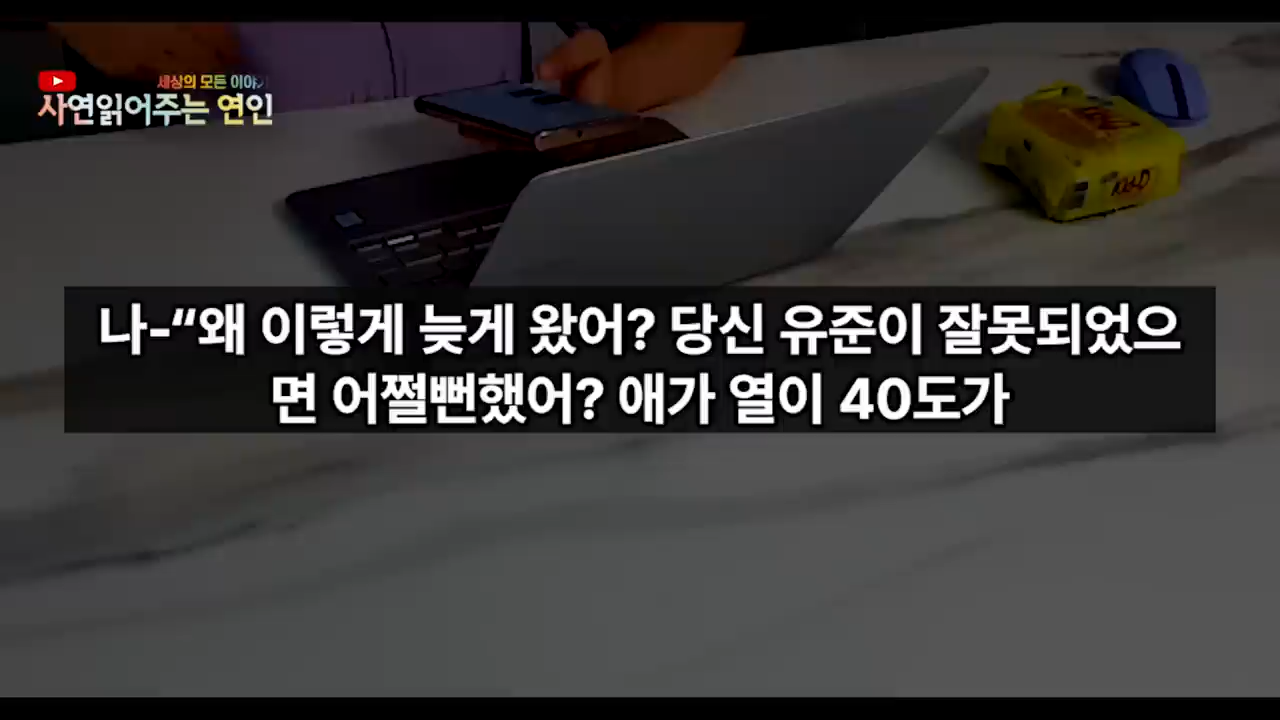 세상의 모든 이야기
사연읽어주는 연인
나-“왜 이렇게 늦게 왔어? 당신 유준이 잘못되었으
면 어쩔뻔했어? 애가 열이 40도가